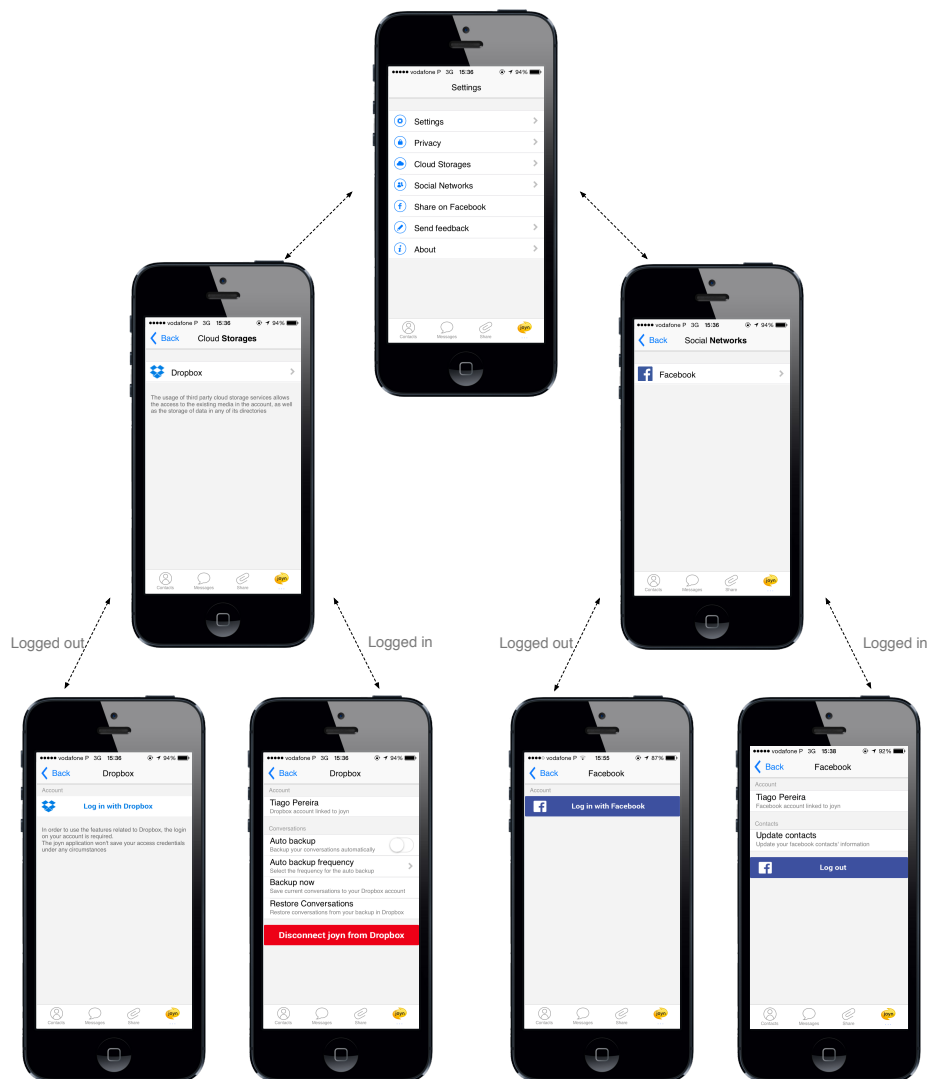 vodafone P 3G 15:36 94%
Settings
Settings
Privacy
Cloud Storages
Social Networks
Share on Facebook
Send feedback
About
Contacts Messages Share joyn
vodafone P 3G 15:36 94%
Back Cloud Storages
Dropbox
The usage of third party cloud storage services allows
the access to the existing media in the account, as well
as the storage of data in any of its directories
Contacts Messages Share joyn
vodafone P 3G 15:36 94%
Back Social Networks
Facebook
Contacts Messages Share joyn
Logged out
Logged in
Logged out
Logged in
vodafone P 3G 15:36 94%
Back Dropbox
Account
Log in with Dropbox
In order to use the features related to Dropbox, the login
on your account is required.
The joyn application won't save your access credentials
under any circumstances
Contacts Messages Share joyn
vodafone P 3G 15:36 94%
Back Dropbox
Account
Tiago Pereira
Dropbox account linked to joyn
Conversations
Auto backup
Backup your conversations automatically
Auto backup frequency
Select the frequency for the auto backup
Backup now
Save current conversations to your Dropbox account
Restore Conversations
Restore conversations from your backup in Dropbox
Disconnect joyn from Dropbox
Contacts Messages Share joyn
vodafone P 15:55 87%
Back Facebook
Account
Log in with Facebook
Contacts Messages Share joyn
vodafone P 3G 15:38 92%
Back Facebook
Account
Tiago Pereira
Facebook account linked to joyn
Contacts
Update contacts
Update your facebook contacts' information
Log out
Contacts Messages Share joyn